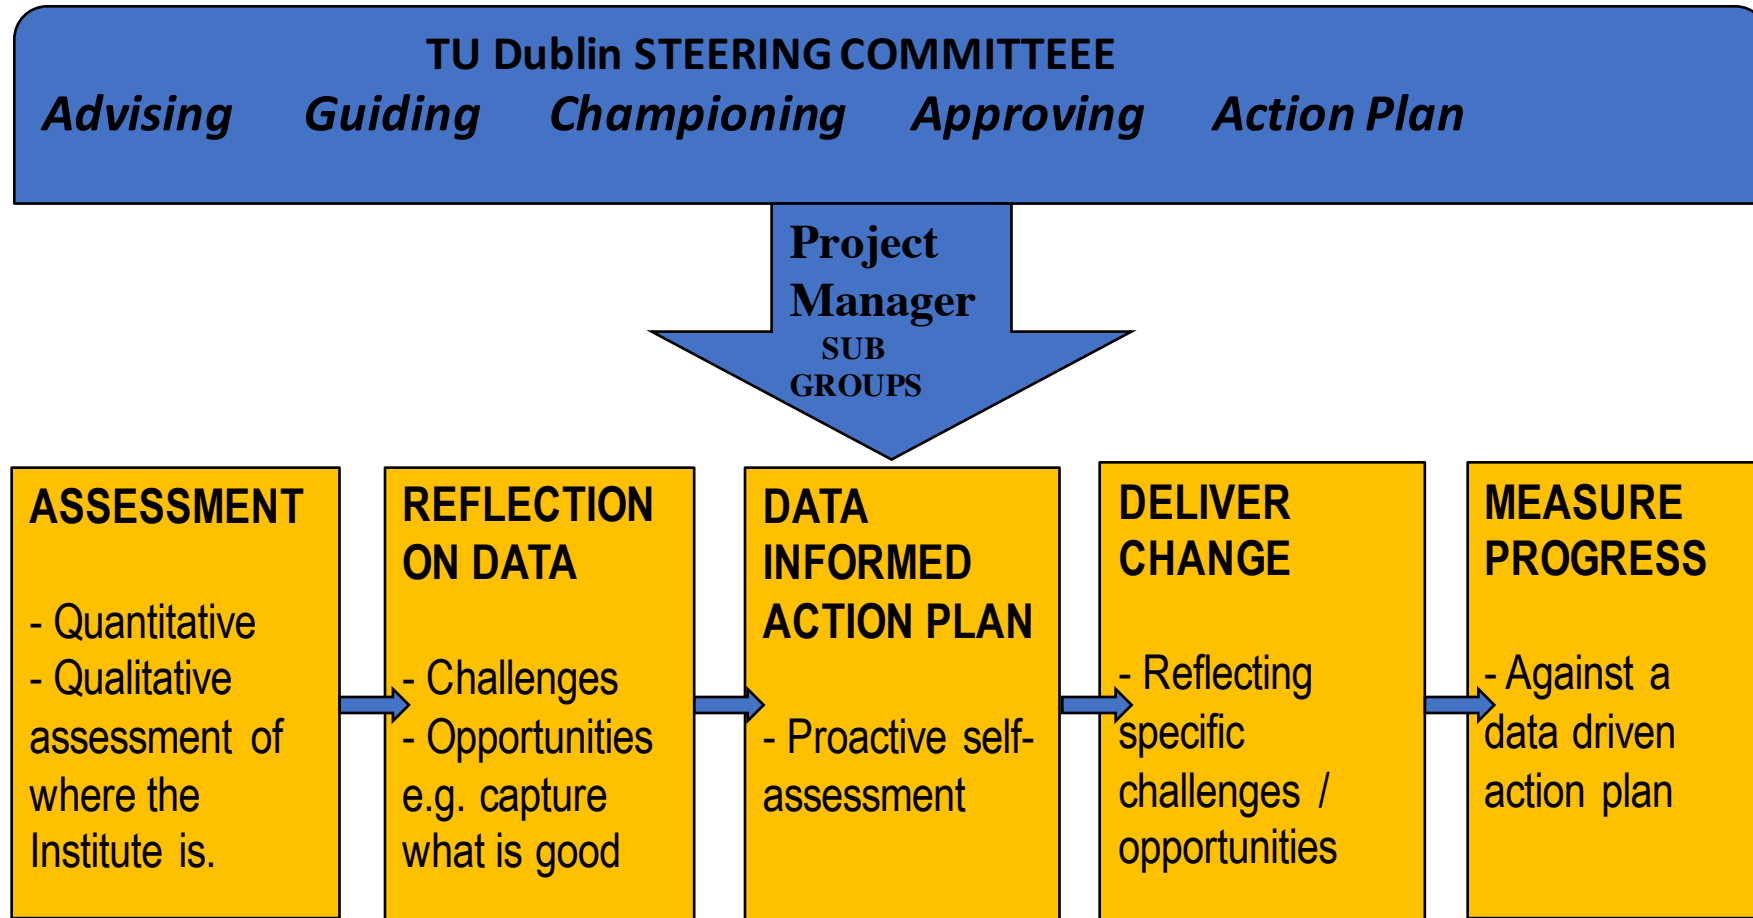 TU Dublin STEERING COMMITTEEE
Advising Guiding Championing Approving Action Plan
Project
Manager
SUB
GROUPS
ASSESSMENT
- Quantitative
- Qualitative
assessment of
where the
Institute is.
REFLECTION
ON DATA
- Challenges
- Opportunities
e.g. capture
what is good
DATA
INFORMED
ACTION PLAN
- Proactive self-
assessment
DELIVER
CHANGE
- Reflecting
specific
challenges /
opportunities
MEASURE
PROGRESS
- Against a
data driven
action plan